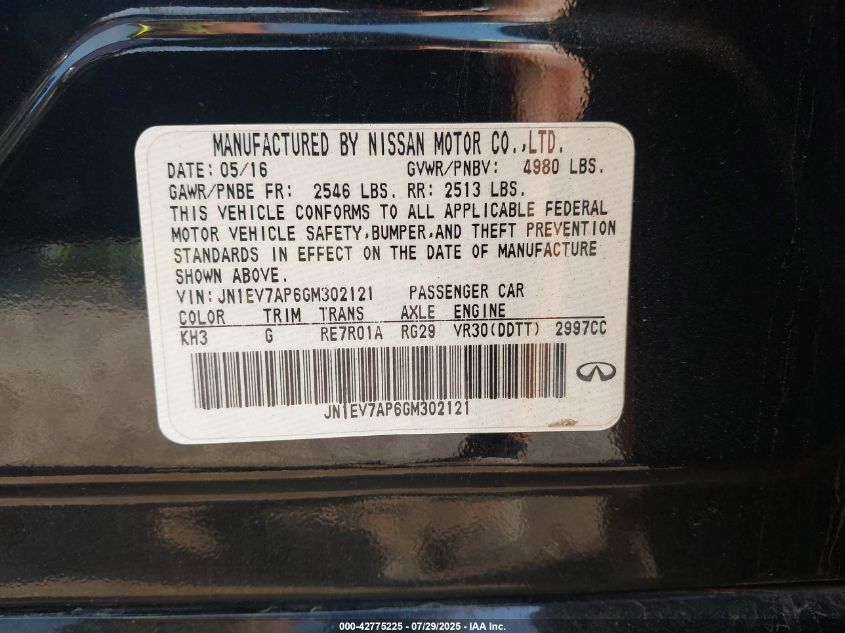 MANUFACTURED BY NISSAN MOTOR CO.,LTD.
DATE: 05/16 GVWR/PNBV: 4980 LBS.
GAWR/PNBE FR: 2546 LBS. RR: 2513 LBS.
THIS VEHICLE CONFORMS TO ALL APPLICABLE FEDERAL
MOTOR VEHICLE SAFETY,BUMPER,AND THEFT PREVENTION
STANDARDS IN EFFECT ON THE DATE OF MANUFACTURE
SHOWN ABOVE.
VIN: JN1EV7AP6GM302121 PASSENGER CAR
COLOR TRIM TRANS AXLE ENGINE
KH3 G RE7R01A RG29 VR30(DDTT) 2997CC
JN1EV7AP6GM302121
000-42775225 - 07/29/2025 - IAA Inc.